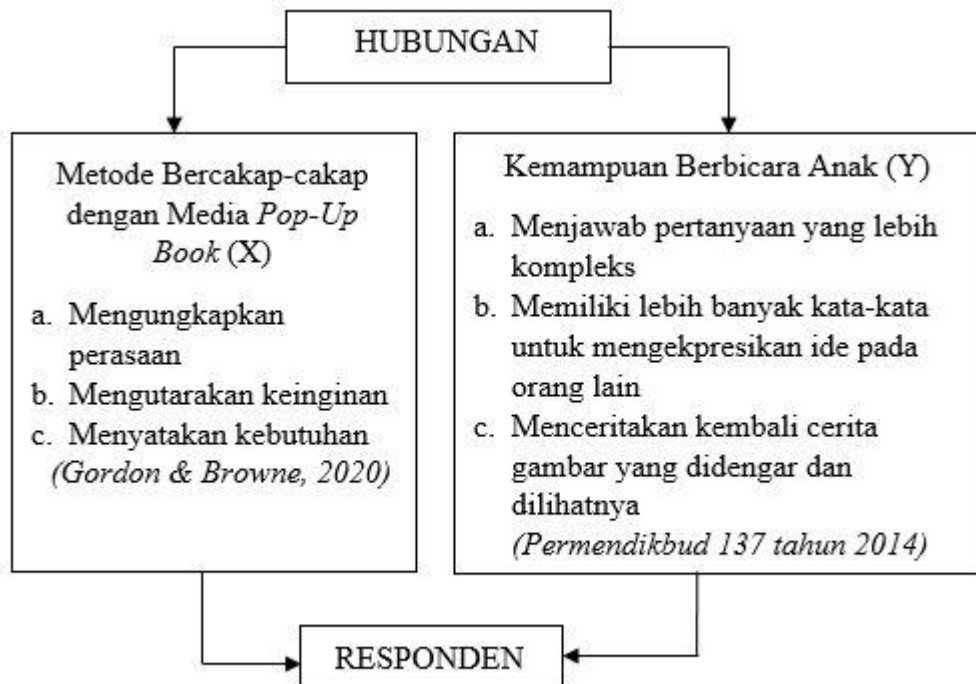 HUBUNGAN
Metode Bercakap-cakap
dengan Media Pop-Up
Book (X)
a. Mengungkapkan
perasaan
b. Mengutarakan keinginan
c. Menyatakan kebutuhan
(Gordon & Browne, 2020)
Kemampuan Berbicara Anak (Y)
a. Menjawab pertanyaan yang lebih
kompleks
b. Memiliki lebih banyak kata-kata
untuk mengekpresikan ide pada
orang lain
c. Menceritakan kembali cerita
gambar yang didengar dan
dilihatnya
(Permendikbud 137 tahun 2014)
RESPONDEN